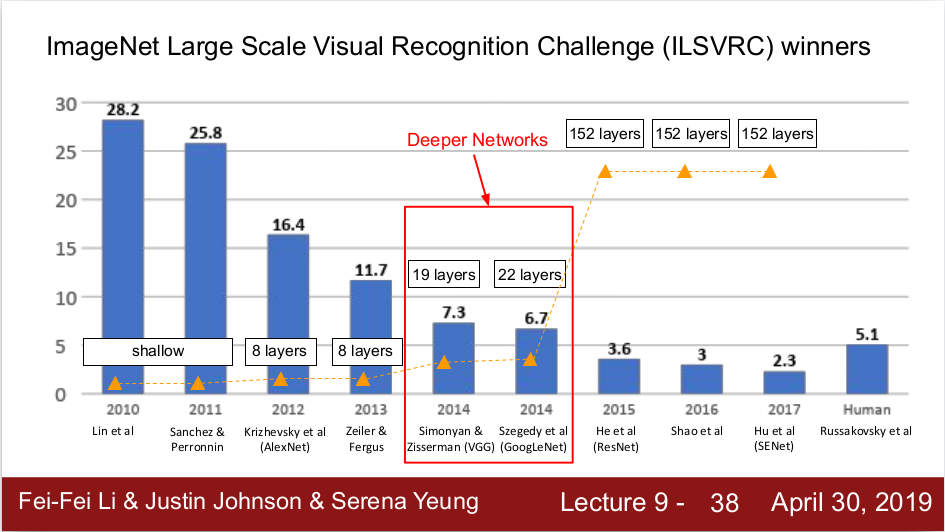 ImageNet Large Scale Visual Recognition Challenge (ILSVRC) winners
30
25
20
15
10
5
0
28.2
25.8
16.4
11.7
7.3
6.7
3.6
3
2.3
5.1
Deeper Networks
shallow
8 layers
8 layers
19 layers
22 layers
152 layers
152 layers
152 layers
2010
2011
2012
2013
2014
2014
2015
2016
2017
Human
Lin et al
Sanchez &
Perronnin
Krizhevsky et al
(AlexNet)
Zeiler &
Fergus
Simonyan &
Zisserman (VGG)
Szegedy et al
(GoogLeNet)
He et al
(ResNet)
Shao et al
Hu et al
(SENet)
Russakovsky et al
Fei-Fei Li & Justin Johnson & Serena Yeung
Lecture 9 - 38
April 30, 2019